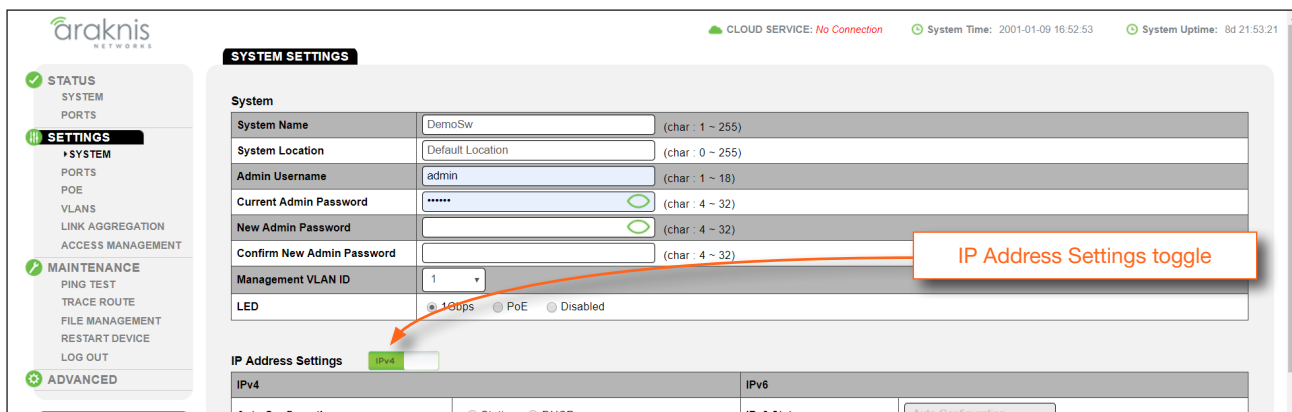 araknis
NETWORKS
CLOUD SERVICE: No Connection
System Time: 2001-01-09 16:52:53
System Uptime: 8d 21:53:21
STATUS
SYSTEM
PORTS
SETTINGS
SYSTEM
PORTS
POE
VLANS
LINK AGGREGATION
ACCESS MANAGEMENT
MAINTENANCE
PING TEST
TRACE ROUTE
FILE MANAGEMENT
RESTART DEVICE
LOG OUT
ADVANCED
SYSTEM SETTINGS
System
System Name DemoSw (char : 1 ~ 255)
System Location Default Location (char : 0 ~ 255)
Admin Username admin (char : 1 ~ 18)
Current Admin Password •••••• (char : 4 ~ 32)
New Admin Password (char : 4 ~ 32)
Confirm New Admin Password (char : 4 ~ 32)
Management VLAN ID 1
LED 1Gbps PoE Disabled
IP Address Settings toggle
IP Address Settings IPv4
IPv4 IPv6